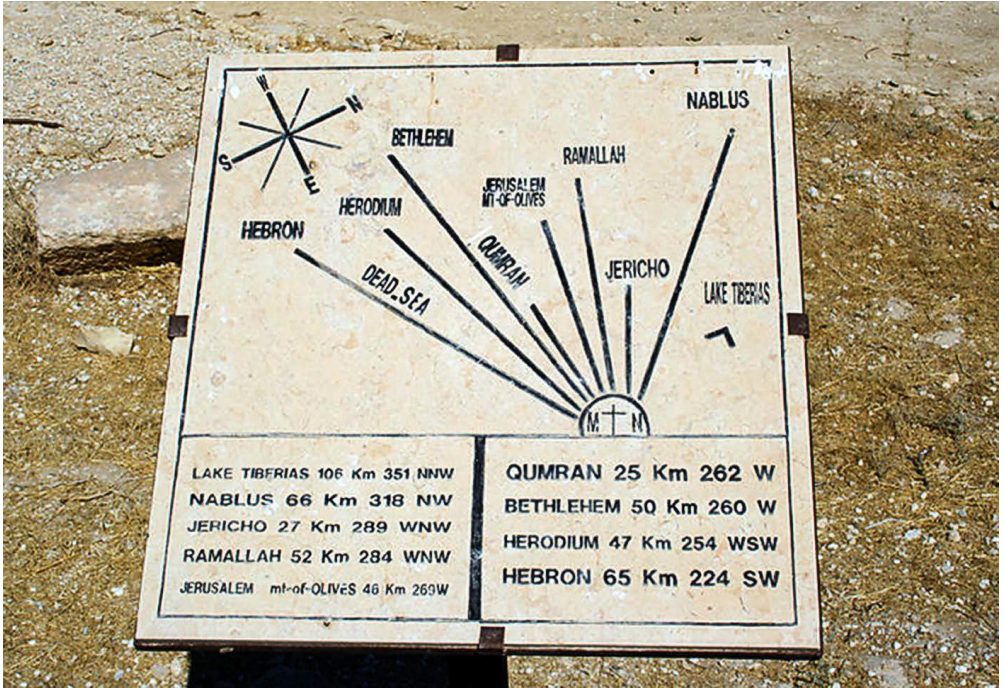 W
N
S
E
NABLUS
BETHLEHEM
RAMALLAH
JERUSALEM
MT-OF-OLIVES
HERODIUM
HEBRON
QUMRAN
JERICHO
DEAD-SEA
LAKE TIBERIAS
M N
LAKE TIBERIAS 106 Km 351 NNW
NABLUS 66 Km 318 NW
JERICHO 27 Km 289 WNW
RAMALLAH 52 Km 284 WNW
JERUSALEM mt-of-OLIVES 46 Km 269W
QUMRAN 25 Km 262 W
BETHLEHEM 50 Km 260 W
HERODIUM 47 Km 254 WSW
HEBRON 65 Km 224 SW